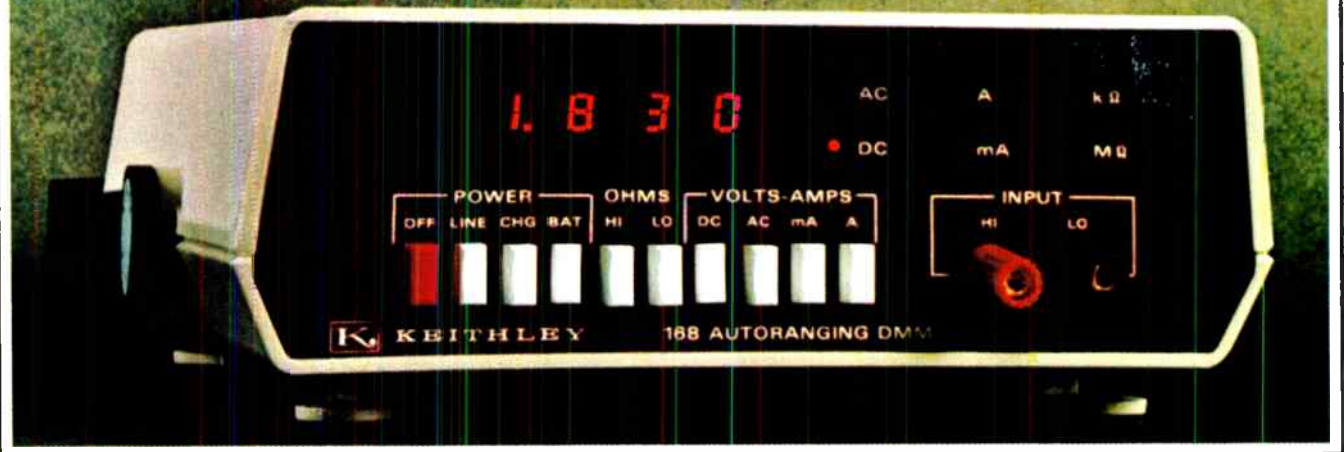 1.830
AC A kΩ
DC mA MΩ
POWER OHMS VOLTS-AMPS INPUT
OFF LINE CHG BAT HI LO DC AC mA A HI LO
K. KEITHLEY 168 AUTORANGING DMM